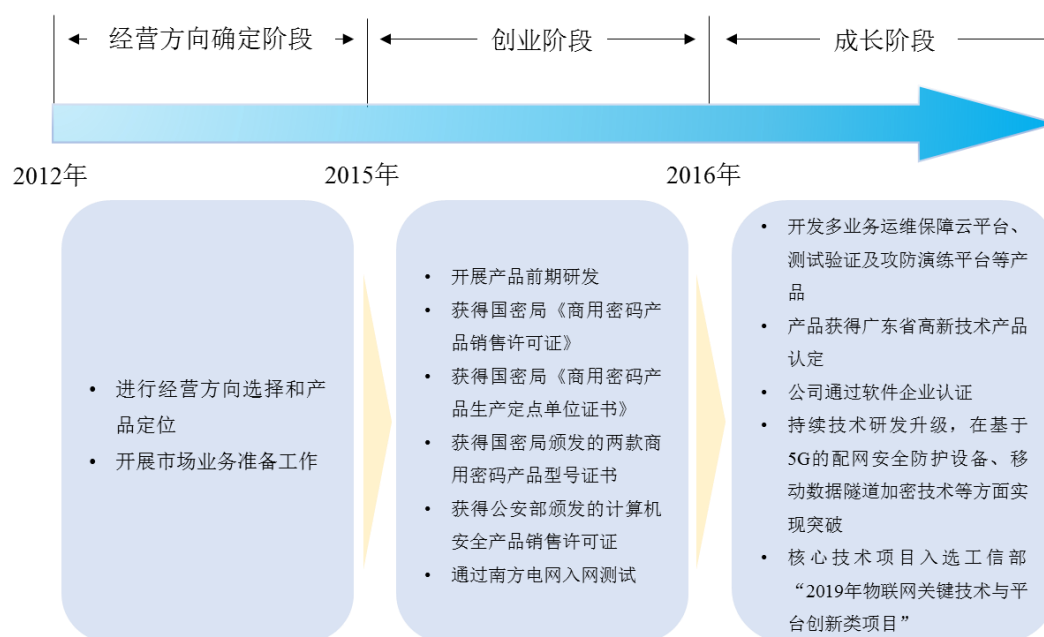 经营方向确定阶段
创业阶段
成长阶段
2012年
2015年
2016年
• 进行经营方向选择和产
品定位
• 开展市场业务准备工作
• 开展产品前期研发
• 获得国密局《商用密码产
品销售许可证》
• 获得国密局《商用密码产
品生产定点单位证书》
• 获得国密局颁发的两款商
用密码产品型号证书
• 获得公安部颁发的计算机
安全产品销售许可证
• 通过南方电网入网测试
• 开发多业务运维保障云平台、
测试验证及攻防演练平台等产
品
• 产品获得广东省高新技术产品
认定
• 公司通过软件企业认证
• 持续技术研发升级，在基于
5G的配网安全防护设备、移
动数据隧道加密技术等方面实
现突破
• 核心技术项目入选工信部
“2019年物联网关键技术与平
台创新类项目”